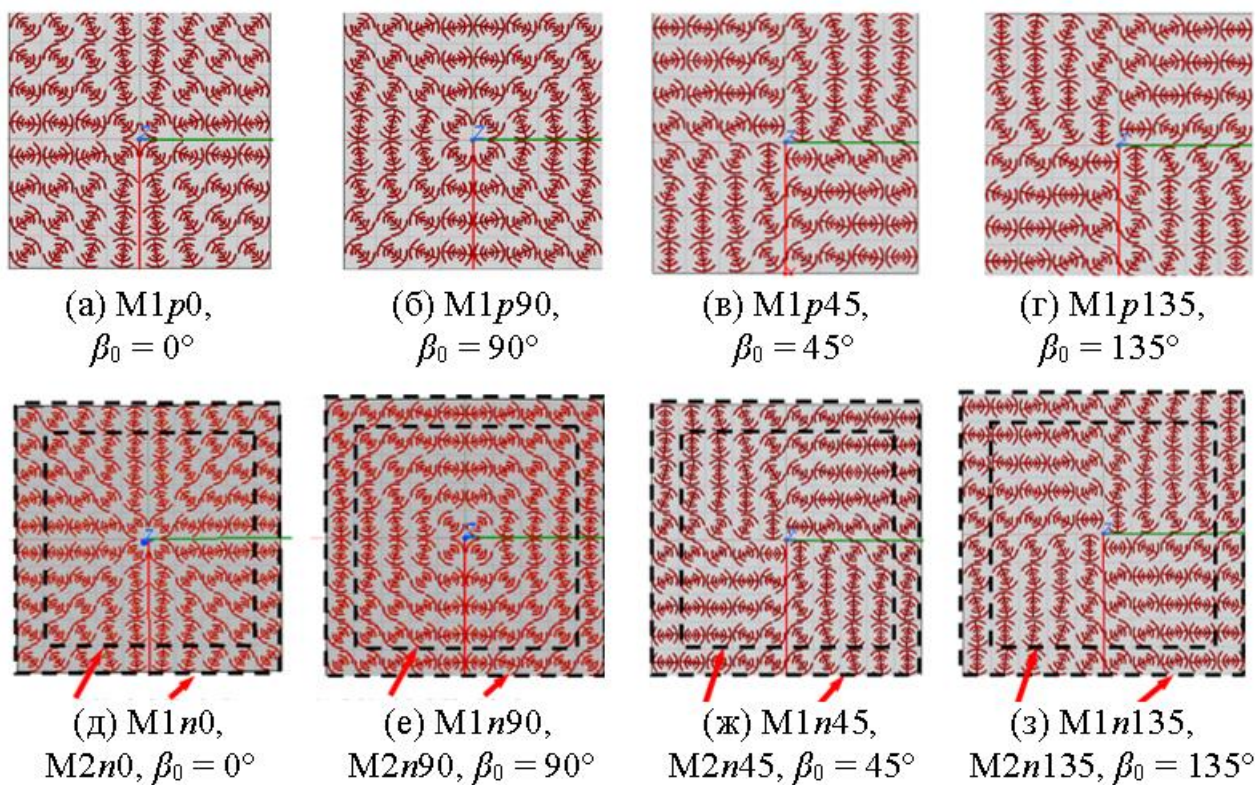 (а) M1p0,
β₀ = 0°
(б) M1p90,
β₀ = 90°
(в) M1p45,
β₀ = 45°
(г) M1p135,
β₀ = 135°
(д) M1n0,
M2n0, β₀ = 0°
(е) M1n90,
M2n90, β₀ = 90°
(ж) M1n45,
M2n45, β₀ = 45°
(з) M1n135,
M2n135, β₀ = 135°